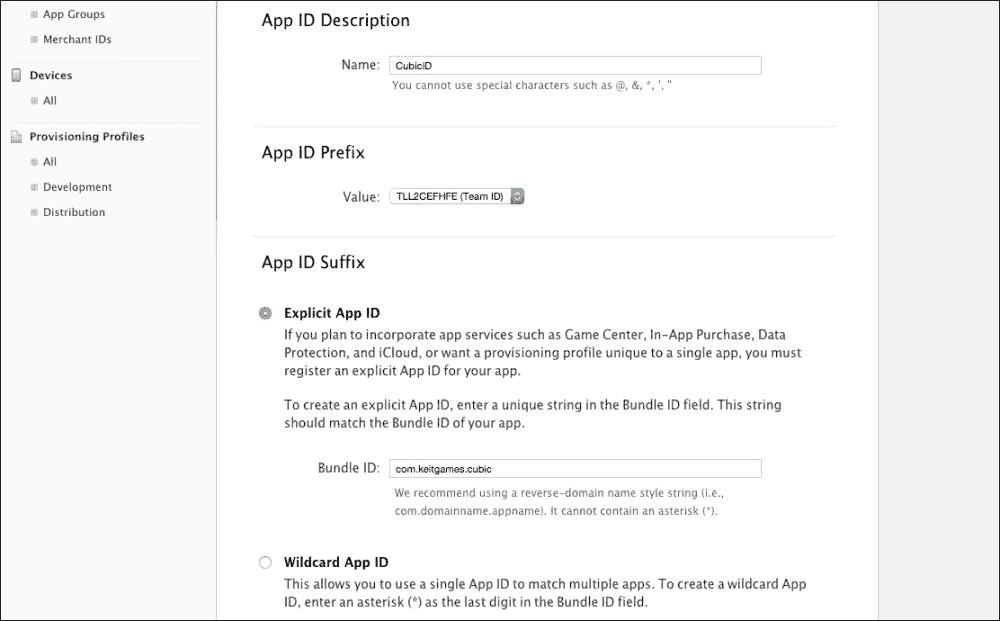 App Groups
Merchant IDs
Devices
All
Provisioning Profiles
All
Development
Distribution
App ID Description
Name: CubicID
You cannot use special characters such as @, &, *, ', "
App ID Prefix
Value: TLL2CEFHFE (Team ID)
App ID Suffix
Explicit App ID
If you plan to incorporate app services such as Game Center, In-App Purchase, Data
Protection, and iCloud, or want a provisioning profile unique to a single app, you must
register an explicit App ID for your app.
To create an explicit App ID, enter a unique string in the Bundle ID field. This string
should match the Bundle ID of your app.
Bundle ID: com.keitgames.cubic
We recommend using a reverse-domain name style string (i.e.,
com.domainname.appname). It cannot contain an asterisk (*).
Wildcard App ID
This allows you to use a single App ID to match multiple apps. To create a wildcard App
ID, enter an asterisk (*) as the last digit in the Bundle ID field.